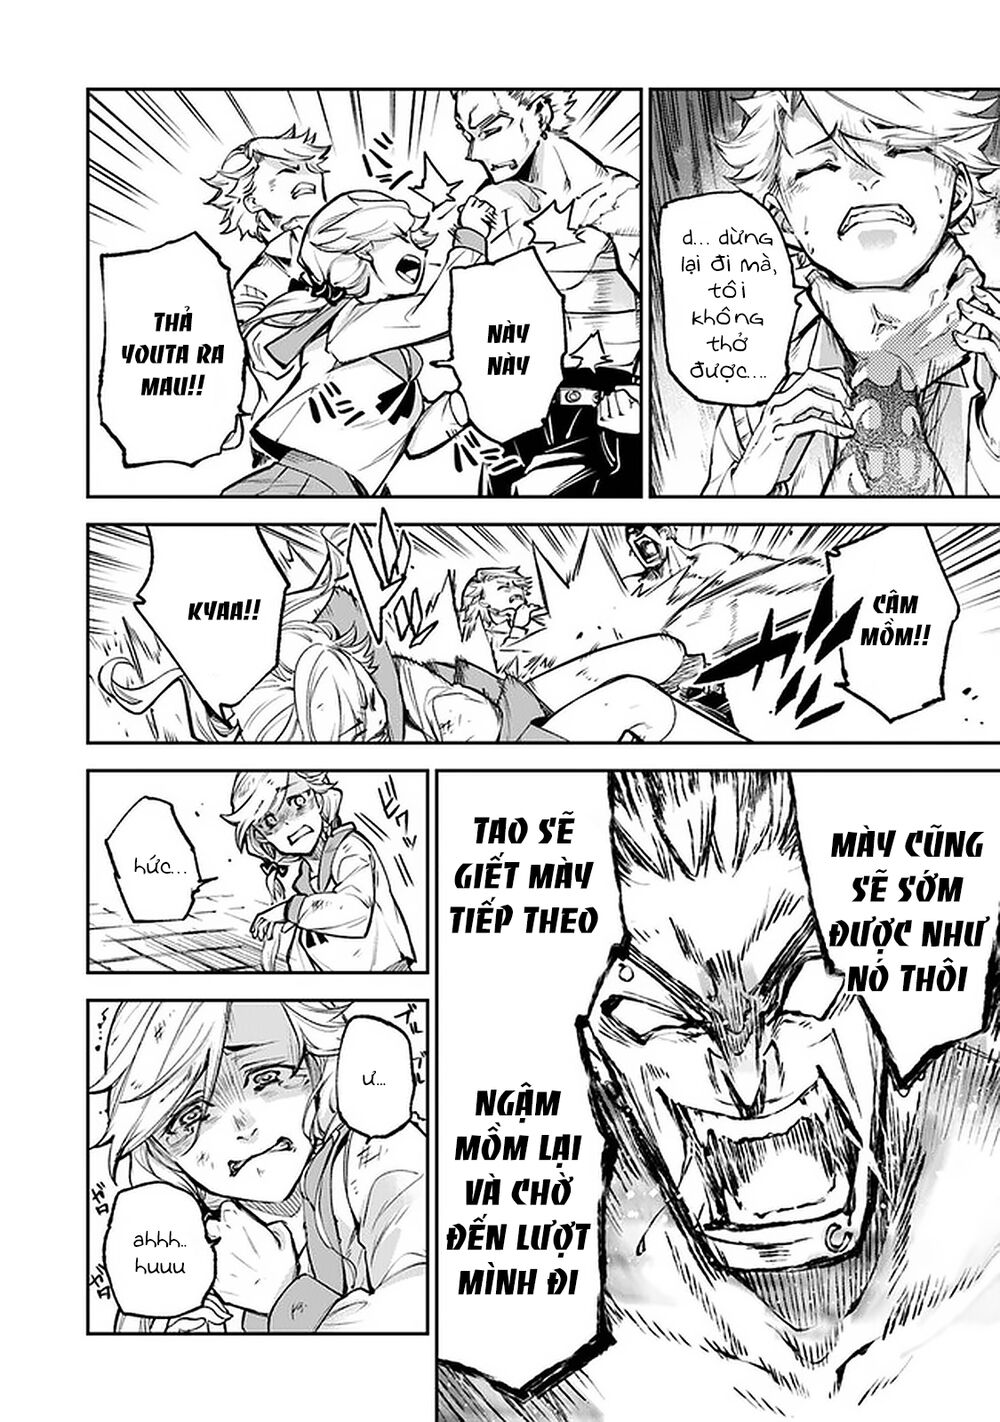 D... DỪNG
LẠI ĐI MÀ,
TÔI
KHÔNG
THỞ
ĐƯỢC....
NÀY
NÀY
THẢ
YOUTA RA
MAU!!
CÂM
MỒM!!
KYAA!!
MÀY CŨNG
SẼ SỚM
ĐƯỢC NHƯ
NÓ THÔI
TAO SẼ
GIẾT MÀY
TIẾP THEO
NGẬM
MỒM LẠI
VÀ CHỜ
ĐẾN LƯỢT
MÌNH ĐI
hức...
ư...
ahhh..
huuu